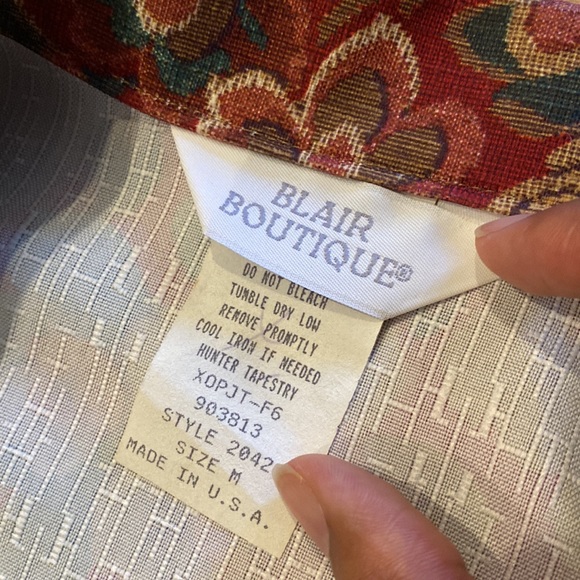 BLAIR
BOUTIQUE®
DO NOT BLEACH
TUMBLE DRY LOW
REMOVE PROMPTLY
COOL IRON IF NEEDED
HUNTER TAPESTRY
XOPJT-F6
903813
STYLE 2042
SIZE M
MADE IN U.S.A.